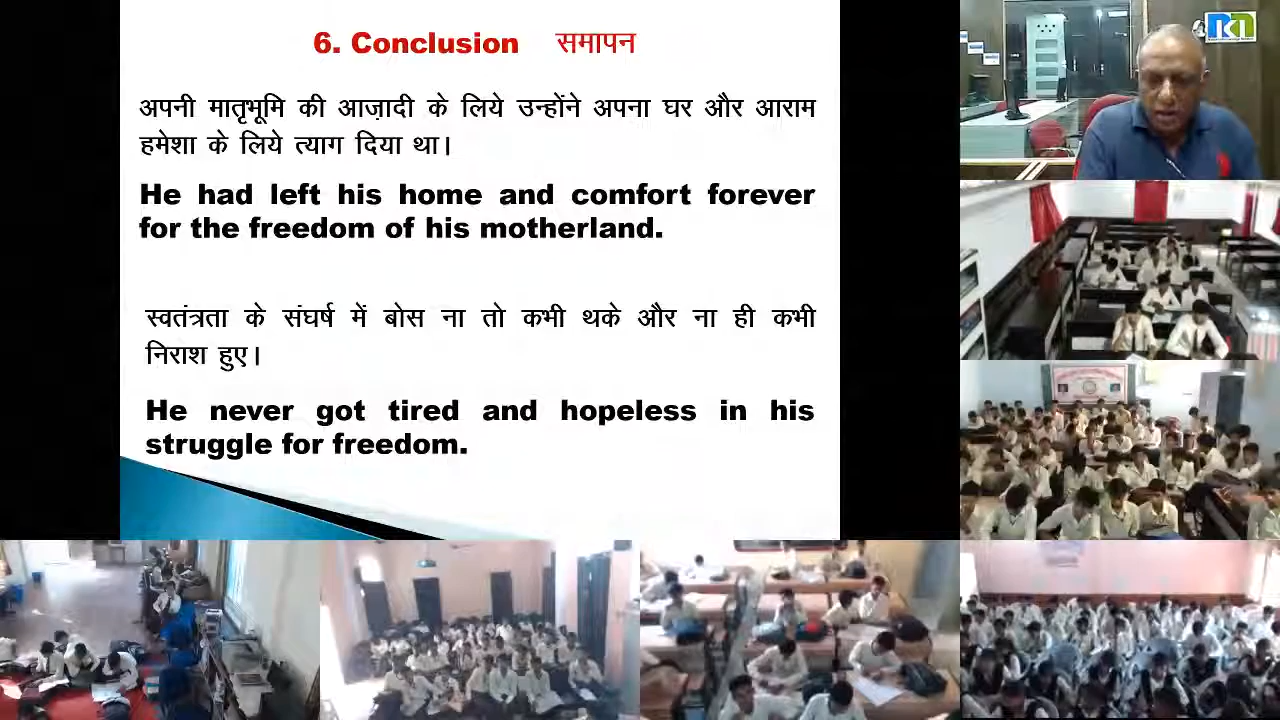 6. Conclusion समापन
अपनी मातृभूमि की आज़ादी के लिये उन्होंने अपना घर और आराम
हमेशा के लिये त्याग दिया था।
He had left his home and comfort forever
for the freedom of his motherland.
स्वतंत्रता के संघर्ष में बोस ना तो कभी थके और ना ही कभी
निराश हुए।
He never got tired and hopeless in his
struggle for freedom.